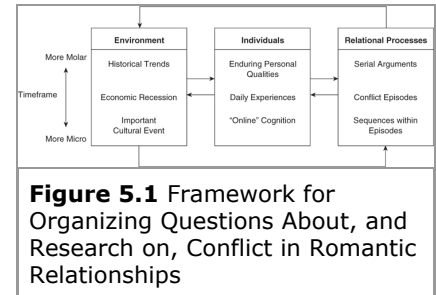 Environment
Individuals
Relational Processes
More Molar
Historical Trends
Enduring Personal
Qualities
Serial Arguments
Timeframe
Economic Recession
Daily Experiences
Conflict Episodes
Important
Cultural Event
"Online" Cognition
Sequences within
Episodes
More Micro
Figure 5.1 Framework for
Organizing Questions About, and
Research on, Conflict in Romantic
Relationships